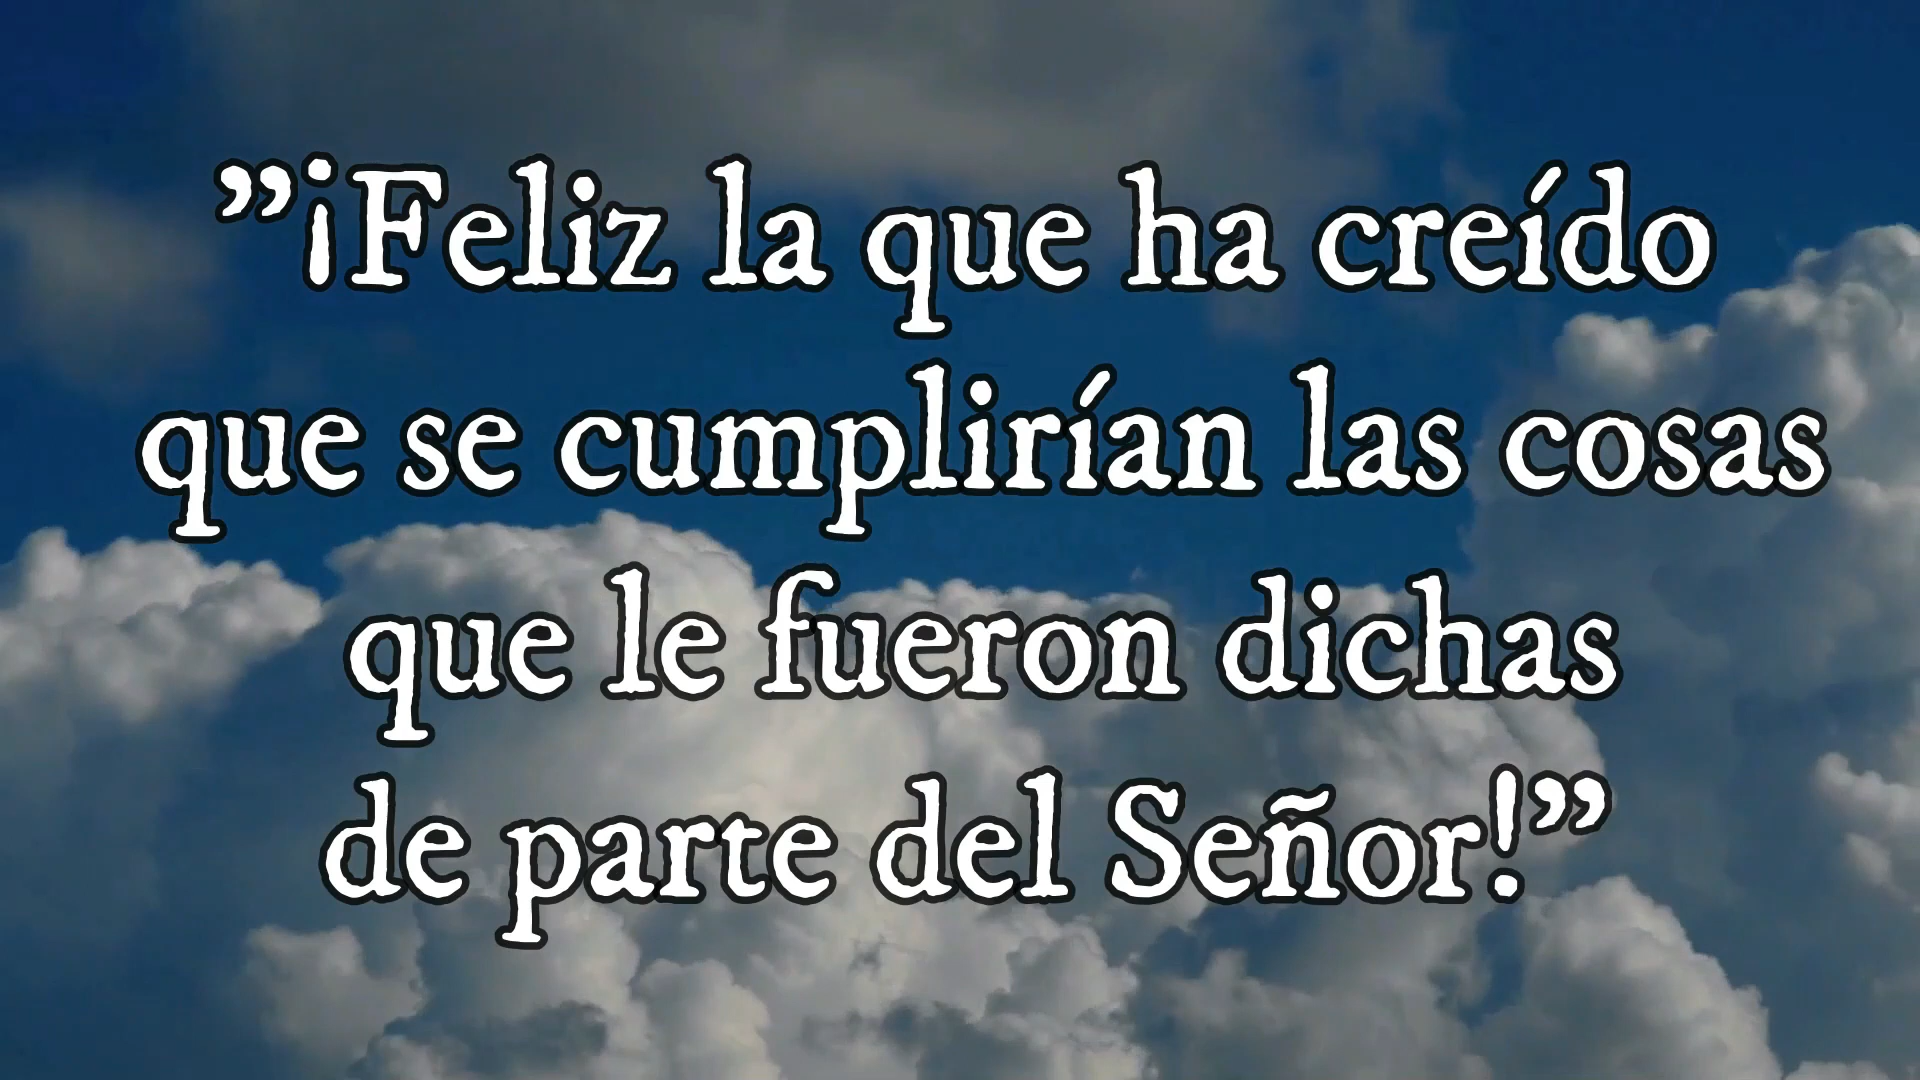 ”¡Feliz la que ha creído
que se cumplirían las cosas
que le fueron dichas
de parte del Señor!”